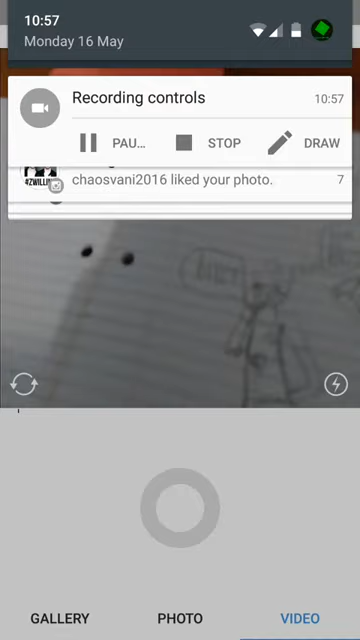 10:57
Monday 16 May
Recording controls 10:57
PAU... STOP DRAW
#ZWILLIN
chaosvani2016 liked your photo. 7
GALLERY PHOTO VIDEO